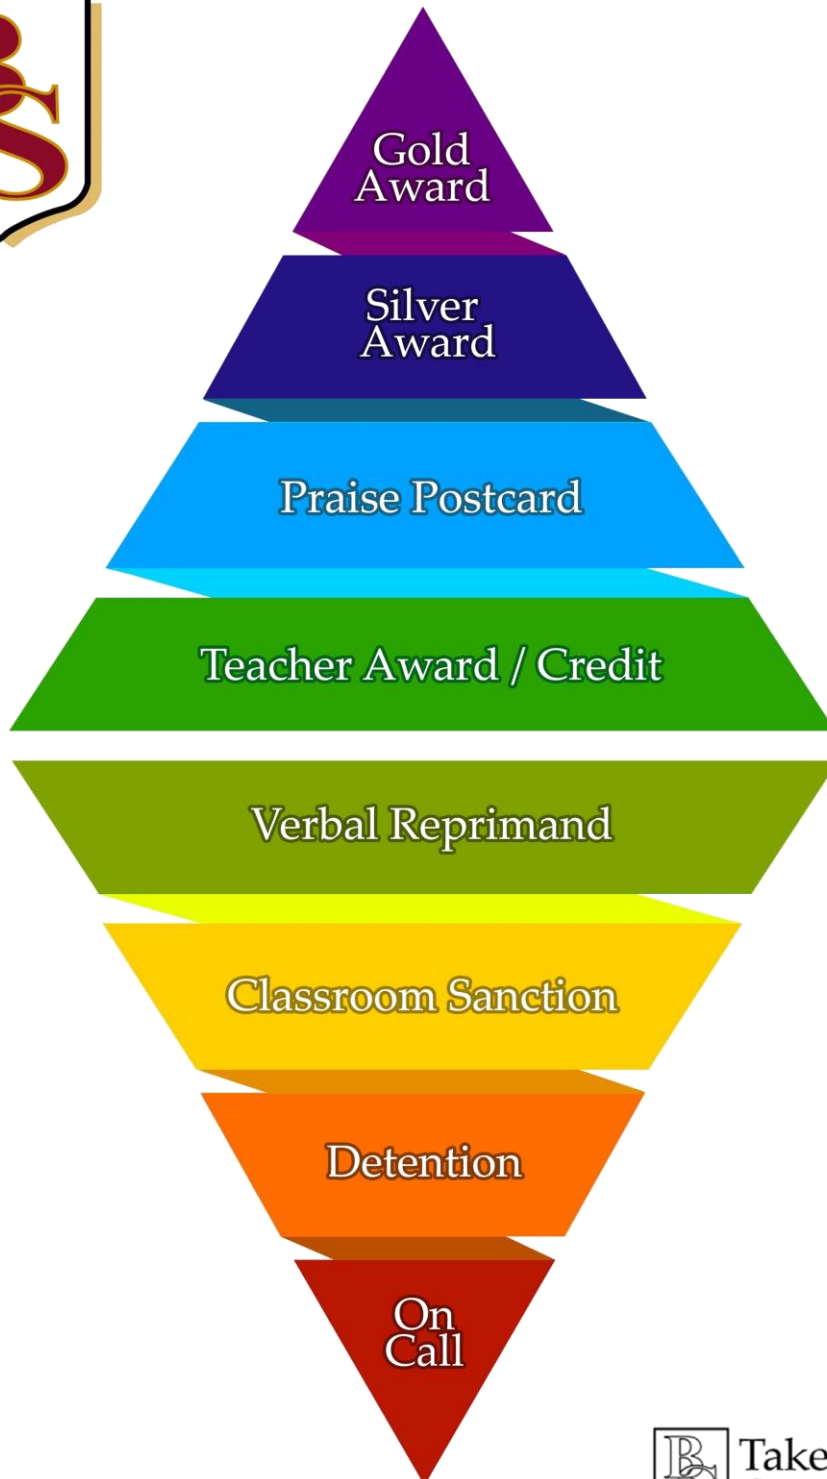 Gold
Award
Silver
Award
Praise Postcard
Teacher Award / Credit
Verbal Reprimand
Classroom Sanction
Detention
On
Call
Take